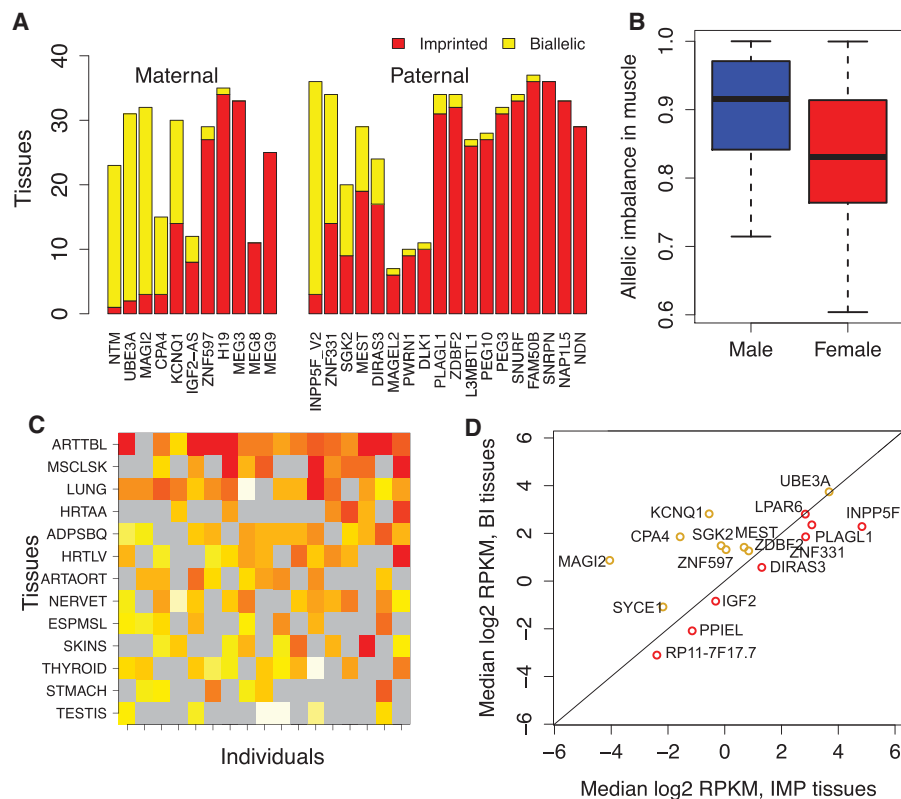 A
Imprinted
Biallelic
Maternal
Paternal
Tissues
40
30
20
10
0
NTM
UBE3A
MAGI2
CPA4
KCNQ1
IGF2−AS
ZNF597
H19
MEG3
MEG8
MEG9
INPP5F_V2
ZNF331
SGK2
MEST
DIRAS3
MAGEL2
PWRN1
DLK1
PLAGL1
ZDBF2
L3MBTL1
PEG10
PEG3
SNURF
FAM50B
SNRPN
NAP1L5
NDN
B
Allelic imbalance in muscle
1.0
0.9
0.8
0.7
0.6
Male
Female
C
Tissues
ARTTBL
MSCLSK
LUNG
HRTAA
ADPSBQ
HRTLV
ARTAORT
NERVET
ESPMSL
SKINS
THYROID
STMACH
TESTIS
Individuals
D
Median log2 RPKM, BI tissues
6
4
2
0
−2
−4
−6
UBE3A
KCNQ1
LPAR6
INPP5F
CPA4
SGK2
MEST
PLAGL1
ZDBF2
ZNF331
MAGI2
ZNF597
DIRAS3
SYCE1
IGF2
PPIEL
RP11-7F17.7
−6
−4
−2
0
2
4
6
Median log2 RPKM, IMP tissues